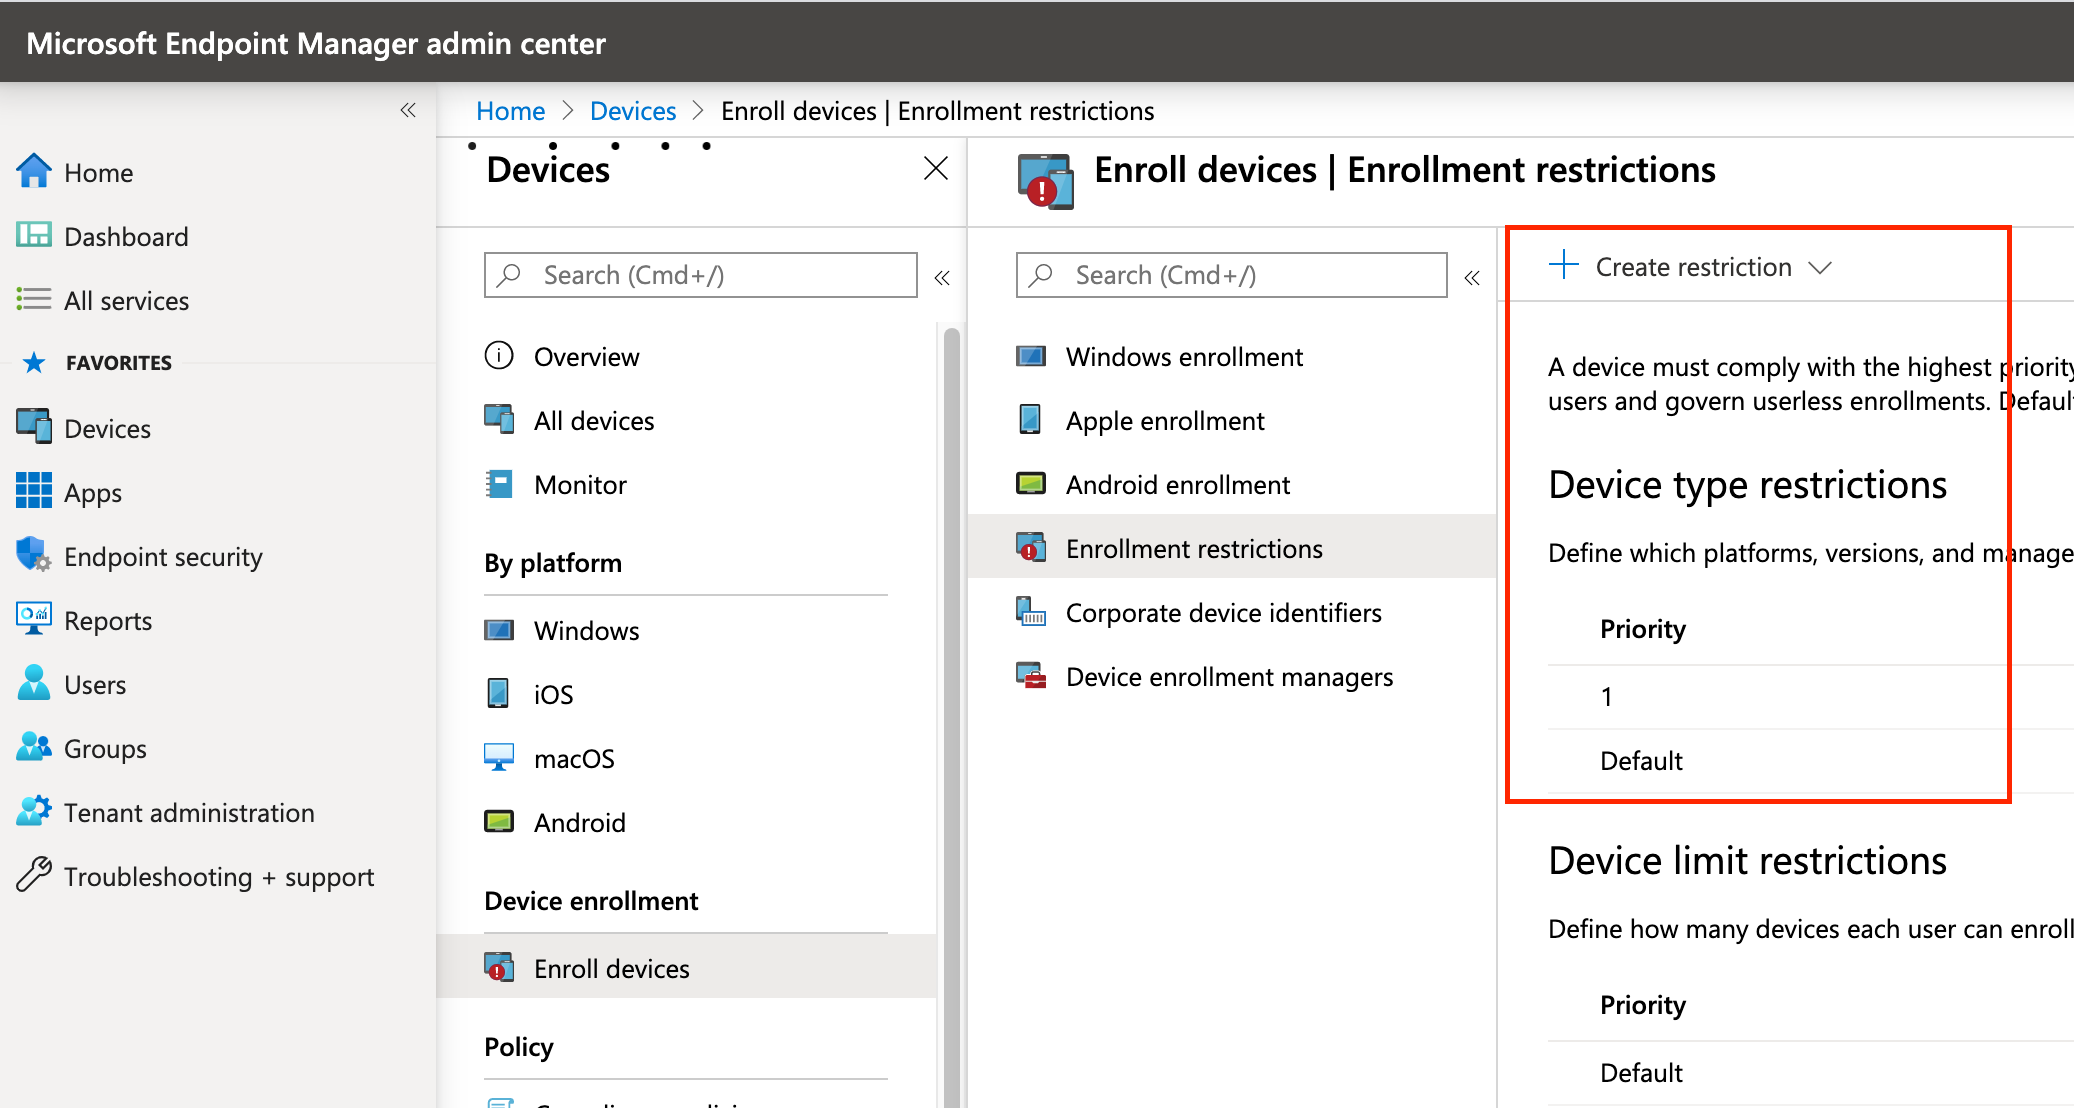 Microsoft Endpoint Manager admin center
Home
Dashboard
All services
FAVORITES
Devices
Apps
Endpoint security
Reports
Users
Groups
Tenant administration
Troubleshooting + support
Home > Devices > Enroll devices | Enrollment restrictions
Devices
Search (Cmd+/)
Overview
All devices
Monitor
By platform
Windows
iOS
macOS
Android
Device enrollment
Enroll devices
Policy
Enroll devices | Enrollment restrictions
Search (Cmd+/)
Windows enrollment
Apple enrollment
Android enrollment
Enrollment restrictions
Corporate device identifiers
Device enrollment managers
Create restriction
A device must comply with the highest priority
users and govern userless enrollments. Defaul
Device type restrictions
Define which platforms, versions, and manage
Priority
1
Default
Device limit restrictions
Define how many devices each user can enroll
Priority
Default